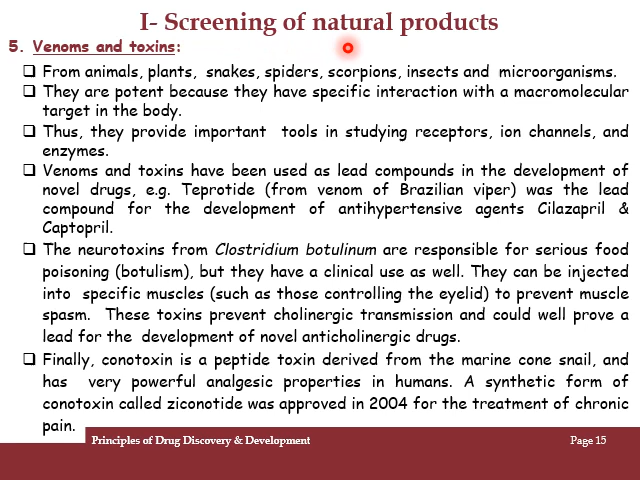 I- Screening of natural products
5. Venoms and toxins:
❑ From animals, plants, snakes, spiders, scorpions, insects and microorganisms.
❑ They are potent because they have specific interaction with a macromolecular
target in the body.
❑ Thus, they provide important tools in studying receptors, ion channels, and
enzymes.
❑ Venoms and toxins have been used as lead compounds in the development of
novel drugs, e.g. Teprotide (from venom of Brazilian viper) was the lead
compound for the development of antihypertensive agents Cilazapril &
Captopril.
❑ The neurotoxins from Clostridium botulinum are responsible for serious food
poisoning (botulism), but they have a clinical use as well. They can be injected
into specific muscles (such as those controlling the eyelid) to prevent muscle
spasm. These toxins prevent cholinergic transmission and could well prove a
lead for the development of novel anticholinergic drugs.
❑ Finally, conotoxin is a peptide toxin derived from the marine cone snail, and
has very powerful analgesic properties in humans. A synthetic form of
conotoxin called ziconotide was approved in 2004 for the treatment of chronic
pain.
Principles of Drug Discovery & Development
Page 15